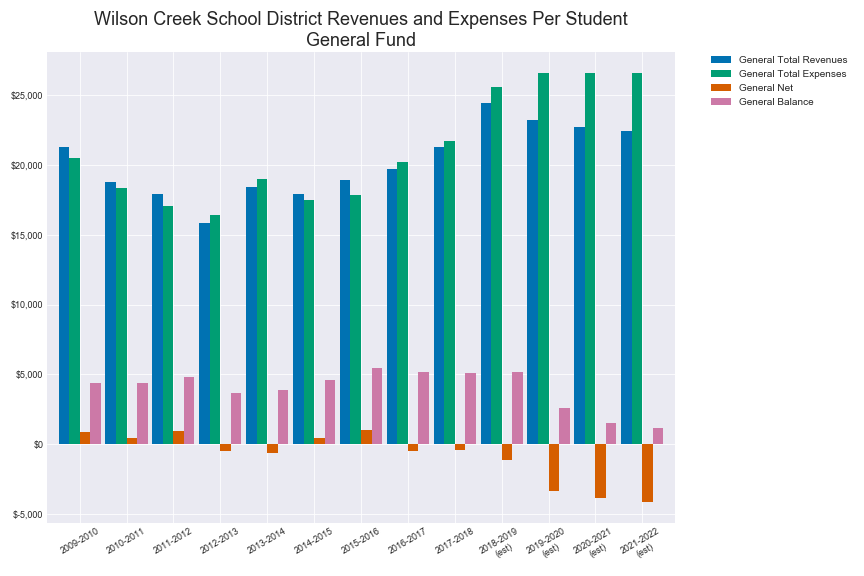 Wilson Creek School District Revenues and Expenses Per Student
General Fund
General Total Revenues
General Total Expenses
General Net
General Balance
$25,000
$20,000
$15,000
$10,000
$5,000
$0
$-5,000
2009-2010
2010-2011
2011-2012
2012-2013
2013-2014
2014-2015
2015-2016
2016-2017
2017-2018
2018-2019
(est)
2019-2020
(est)
2020-2021
(est)
2021-2022
(est)